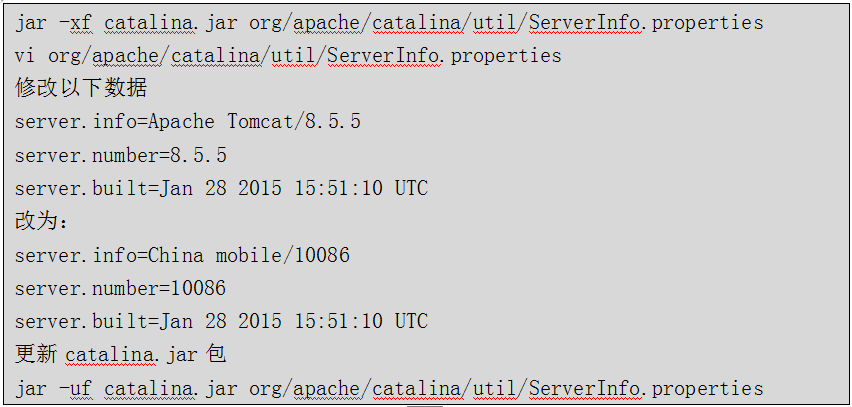 jar -xf catalina.jar org/apache/catalina/util/ServerInfo.properties
vi org/apache/catalina/util/ServerInfo.properties
修改以下数据
server.info=Apache Tomcat/8.5.5
server.number=8.5.5
server.built=Jan 28 2015 15:51:10 UTC
改为：
server.info=China mobile/10086
server.number=10086
server.built=Jan 28 2015 15:51:10 UTC
更新 catalina.jar 包
jar -uf catalina.jar org/apache/catalina/util/ServerInfo.properties